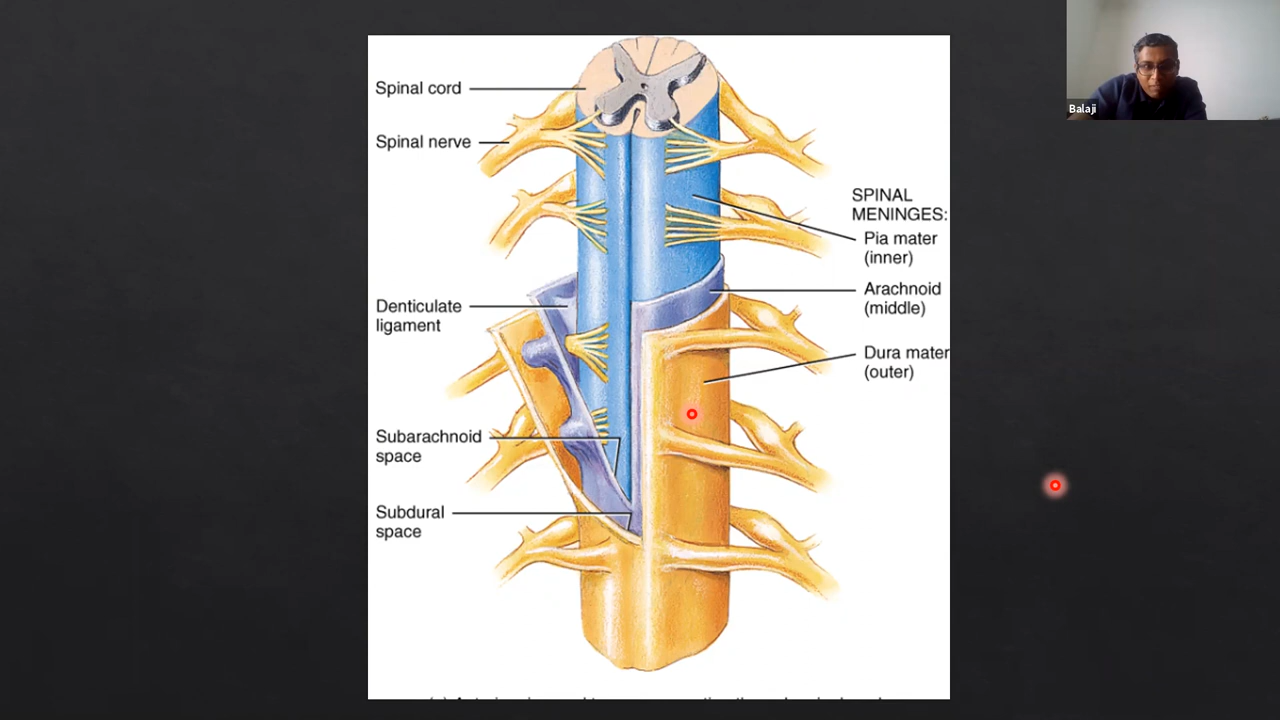 Spinal cord
Spinal nerve
SPINAL
MENINGES:
Pia mater
(inner)
Arachnoid
(middle)
Dura mater
(outer)
Denticulate
ligament
Subarachnoid
space
Subdural
space
Balaji